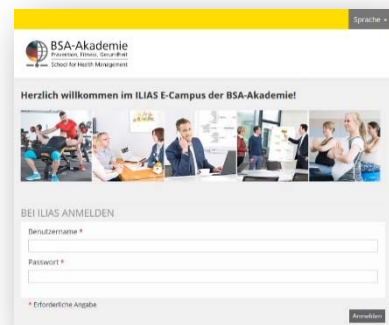 Sprache
BSA-Akademie
Prävention, Fitness, Gesundheit
School for Health Management
Herzlich willkommen im ILIAS E-Campus der BSA-Akademie!
BEI ILIAS ANMELDEN
Benutzername *
Passwort *
* Erforderliche Angabe
Anmelden